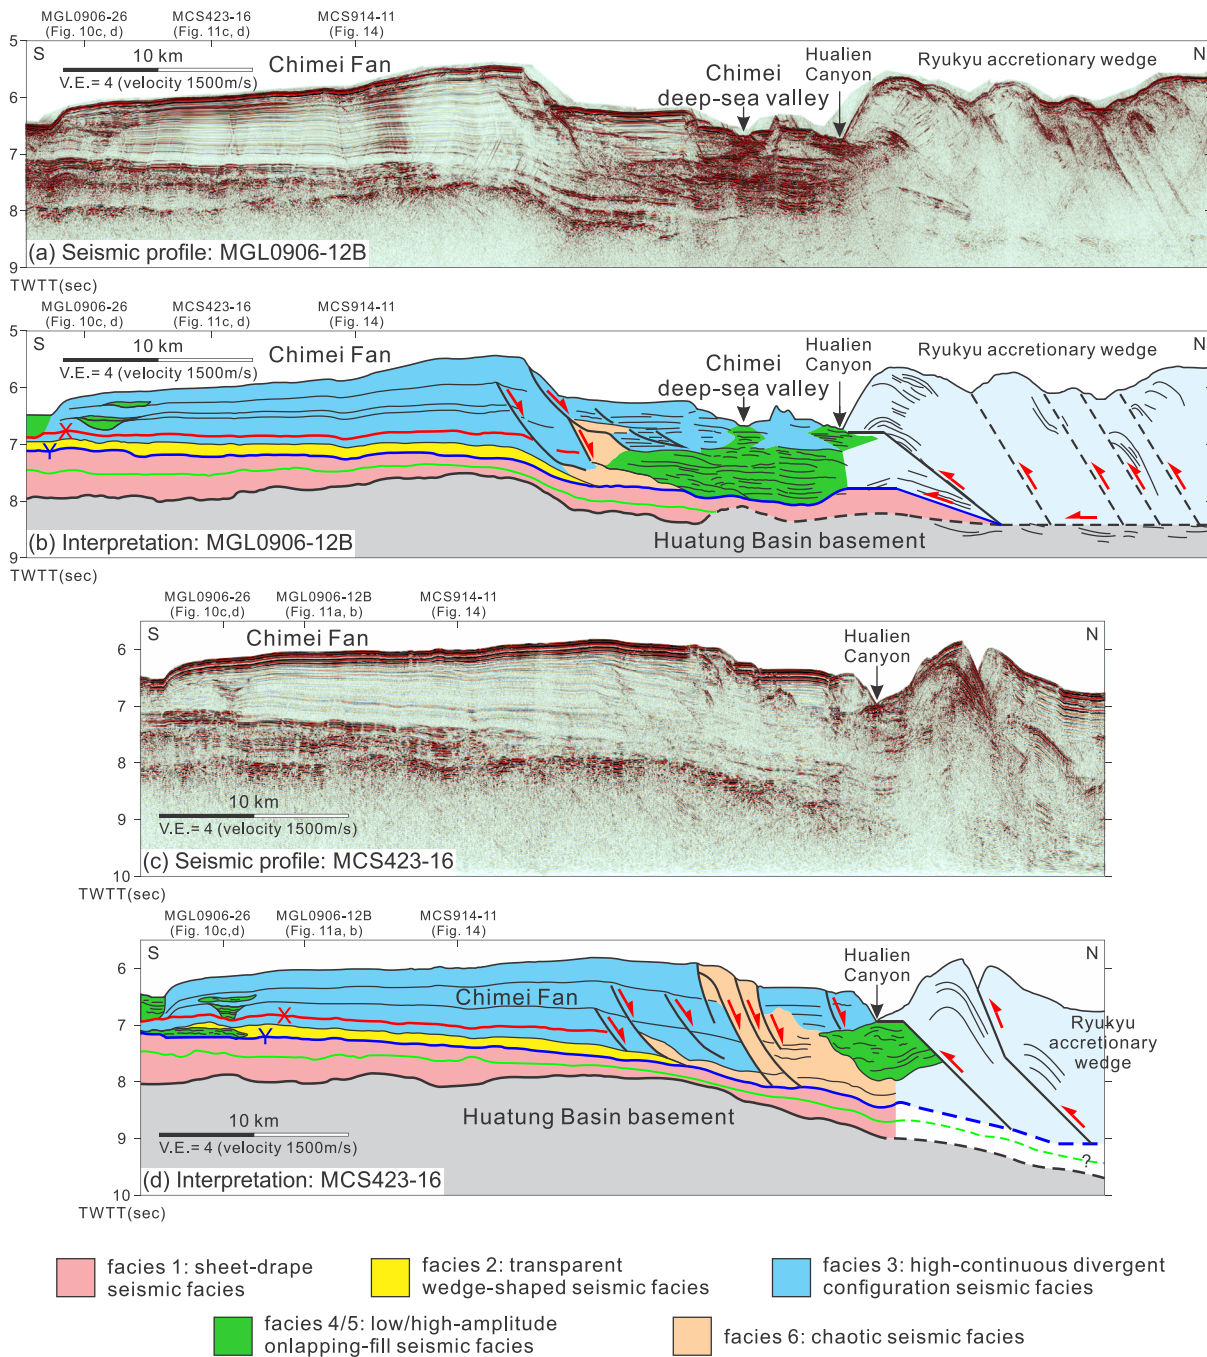 MGL0906-26 MCS423-16 MCS914-11
(Fig. 10c, d) (Fig. 11c, d) (Fig. 14)
5
S
10 km
V.E.= 4 (velocity 1500m/s)
Chimei Fan
Chimei
deep-sea valley
Hualien
Canyon
Ryukyu accretionary wedge
N
6
7
8
9
(a) Seismic profile: MGL0906-12B
TWTT(sec)
MGL0906-26 MCS423-16 MCS914-11
(Fig. 10c, d) (Fig. 11c, d) (Fig. 14)
5
S
10 km
V.E.= 4 (velocity 1500m/s)
Chimei Fan
Chimei
deep-sea valley
Hualien
Canyon
Ryukyu accretionary wedge
N
6
X
Y
7
8
9
Huatung Basin basement
(b) Interpretation: MGL0906-12B
TWTT(sec)
MGL0906-26 MGL0906-12B MCS914-11
(Fig. 10c,d) (Fig. 11a, b) (Fig. 14)
S
Chimei Fan
Hualien
Canyon
N
6
7
8
9
10
10 km
V.E.= 4 (velocity 1500m/s)
(c) Seismic profile: MCS423-16
TWTT(sec)
MGL0906-26 MGL0906-12B MCS914-11
(Fig. 10c,d) (Fig. 11a, b) (Fig. 14)
S
Hualien
Canyon
N
6
Chimei Fan
X
Y
7
Ryukyu
accretionary
wedge
8
Huatung Basin basement
10 km
V.E.= 4 (velocity 1500m/s)
9
?
(d) Interpretation: MCS423-16
10
TWTT(sec)
facies 1: sheet-drape
seismic facies
facies 2: transparent
wedge-shaped seismic facies
facies 3: high-continuous divergent
configuration seismic facies
facies 4/5: low/high-amplitude
onlapping-fill seismic facies
facies 6: chaotic seismic facies